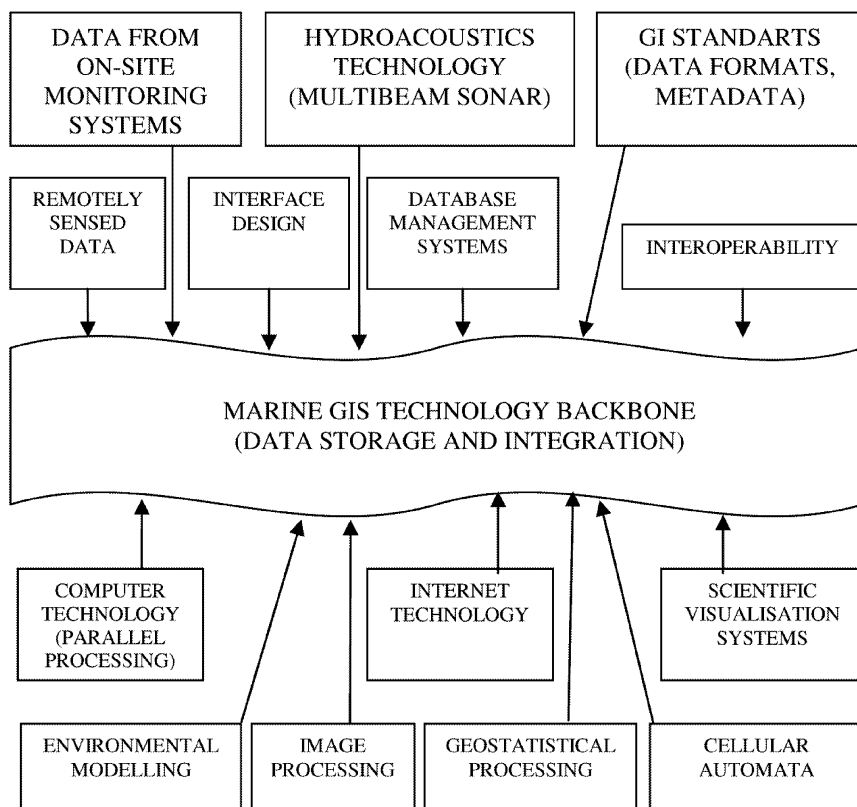 DATA FROM
ON-SITE
MONITORING
SYSTEMS
HYDROACOUSTICS
TECHNOLOGY
(MULTIBEAM SONAR)
GI STANDARTS
(DATA FORMATS,
METADATA)
REMOTELY
SENSED
DATA
INTERFACE
DESIGN
DATABASE
MANAGEMENT
SYSTEMS
INTEROPERABILITY
MARINE GIS TECHNOLOGY BACKBONE
(DATA STORAGE AND INTEGRATION)
COMPUTER
TECHNOLOGY
(PARALLEL
PROCESSING)
INTERNET
TECHNOLOGY
SCIENTIFIC
VISUALISATION
SYSTEMS
ENVIRONMENTAL
MODELLING
IMAGE
PROCESSING
GEOSTATISTICAL
PROCESSING
CELLULAR
AUTOMATA